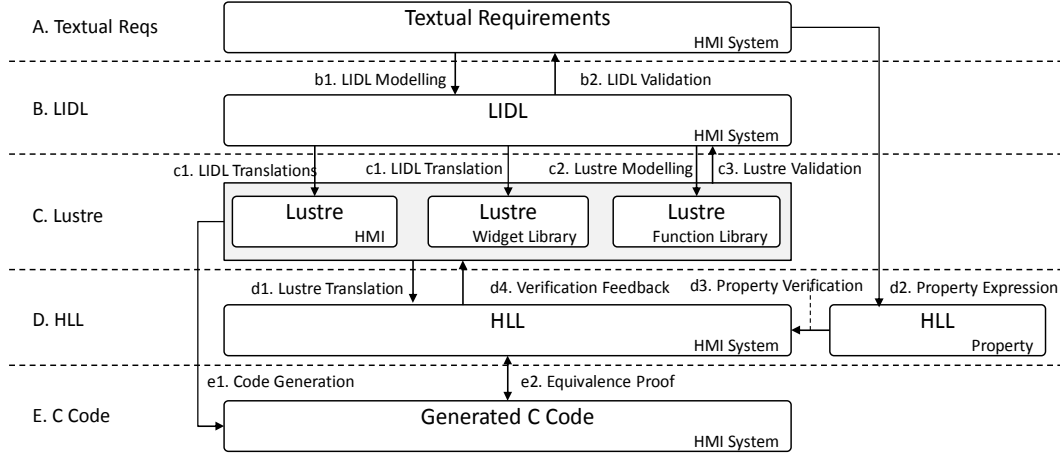 Textual Requirements
A. Textual Reqs
HMI System
b1. LIDL Modelling
b2. LIDL Validation
LIDL
B. LIDL
HMI System
c1. LIDL Translations
c1. LIDL Translation
c2. Lustre Modelling
c3. Lustre Validation
C. Lustre
Lustre
HMI
Lustre
Widget Library
Lustre
Function Library
d1. Lustre Translation
d4. Verification Feedback
d3. Property Verification
d2. Property Expression
D. HLL
HLL
HMI System
HLL
Property
e1. Code Generation
e2. Equivalence Proof
E. C Code
Generated C Code
HMI System